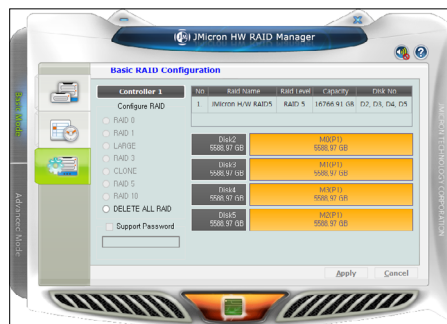 JMicron HW RAID Manager
Basic RAID Configuration
Controller 1
Configure RAID
RAID 0
RAID 1
LARGE
RAID 3
CLONE
RAID 5
RAID 10
DELETE ALL RAID
Support Password
No Raid Name Raid Level Capacity Disk No
1 JMicron H/W RAID5 RAID 5 16766.91 GB D2, D3, D4, D5
Disk2
5588.97 GB
M0(P1)
5588.97 GB
Disk3
5588.97 GB
M1(P1)
5588.97 GB
Disk4
5588.97 GB
M3(P1)
5588.97 GB
Disk5
5588.97 GB
M2(P1)
5588.97 GB
Apply Cancel
Basic Mode
Advanced Mode
JMICRON TECHNOLOGY CORPORATION